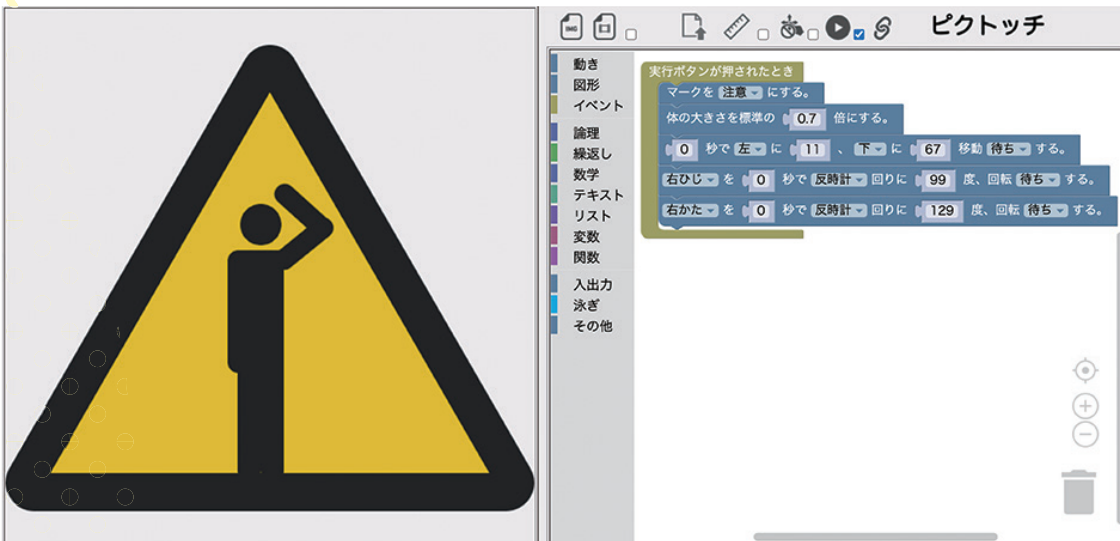 IMG
ピクトッチ
動き
図形
イベント
論理
繰返し
数学
テキスト
リスト
変数
関数
入出力
泳ぎ
その他
実行ボタンが押されたとき
マークを 注意 にする。
体の大きさを標準の 0.7 倍にする。
0 秒で 左 に 11 、 下 に 67 移動 待ち する。
右ひじ を 0 秒で 反時計 回りに 99 度、回転 待ち する。
右かた を 0 秒で 反時計 回りに 129 度、回転 待ち する。